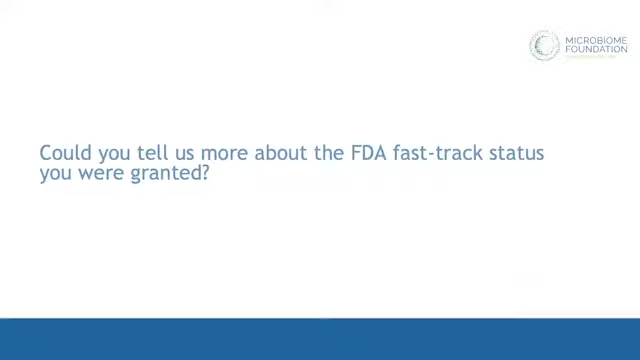 MICROBIOME
FOUNDATION
Could you tell us more about the FDA fast-track status
you were granted?